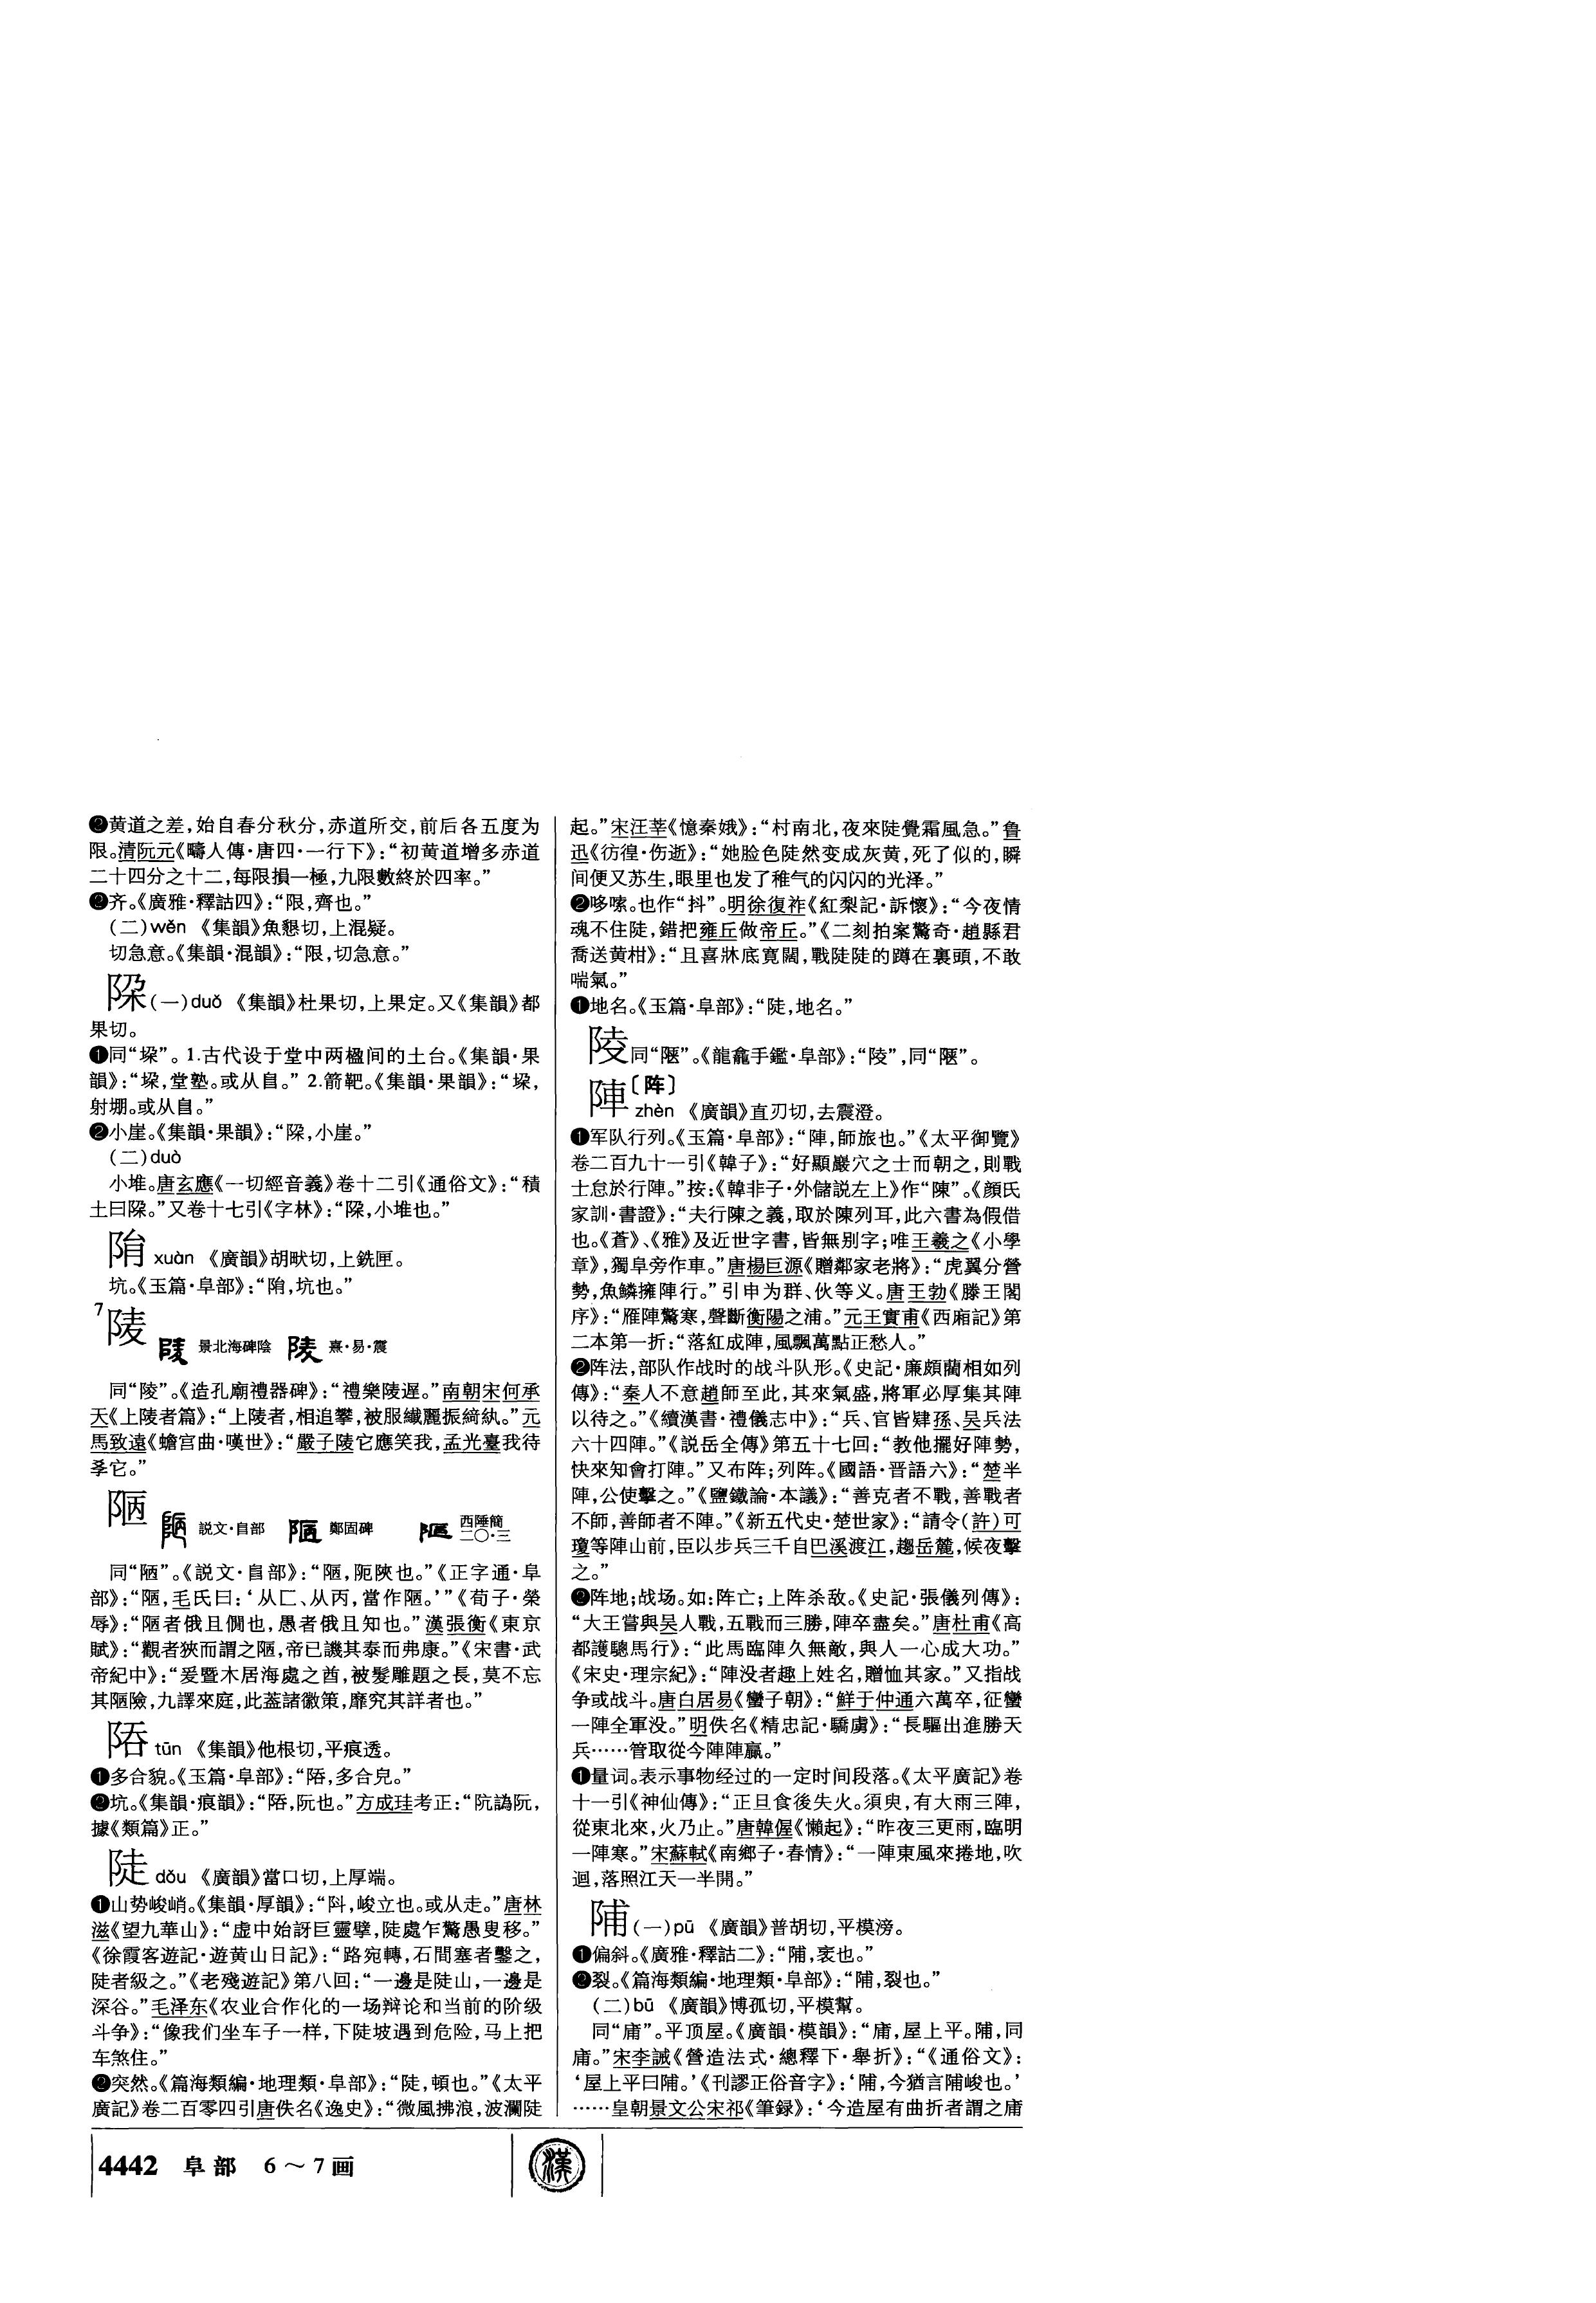 ❷黄道之差，始自春分秋分，赤道所交，前后各五度为
限。清阮元《疇人傳·唐四·一行下》：“初黄道增多赤道
二十四分之十二，每限損一極，九限數終於四率。”
❷齐。《廣雅·釋詁四》：“限，齊也。”
（二）wěn 《集韻》魚懇切，上混疑。
切急意。《集韻·混韻》：“限，切急意。”
陊（一）duǒ 《集韻》杜果切，上果定。又《集韻》都
果切。
❶同“垛”。1.古代设于堂中两楹间的土台。《集韻·果
韻》：“垛，堂塾。或从𨸏。”2.箭靶。《集韻·果韻》：“垛，
射堋。或从𨸏。”
❷小崖。《集韻·果韻》：“，小崖。”
（二）duò
小堆。唐玄應《一切經音義》卷十二引《通俗文》：“積
土曰。”又卷十七引《字林》：“，小堆也。”
xuàn 《廣韻》胡畎切，上銑匣。
坑。《玉篇·阜部》：“，坑也。”
7 景北海碑陰 熹·易·震
同“陵”。《造孔廟禮器碑》：“禮樂陵遲。”南朝宋何承
天《上陵者篇》：“上陵者，相追攀，被服纖麗振綺紈。”元
馬致遠《蟾宫曲·嘆世》：“嚴子陵它應笑我，孟光臺我待
学它。”
説文·𨸏部 鄭固碑 西陲簡二〇·三
同“陋”。《説文·𨸏部》：“陋，阨陜也。”《正字通·阜
部》：“陋，毛氏曰：‘从匸、从丙，當作陋。’”《荀子·榮
辱》：“陋者俄且僩也，愚者俄且知也。”漢張衡《東京
賦》：“觀者狹而謂之陋，帝已譏其泰而弗康。”《宋書·武
帝紀中》：“爰暨木居海處之酋，被髮雕題之長，莫不忘
其陋險，九譯來庭，此蓋諸徽策，靡究其詳者也。”
tūn 《集韻》他根切，平痕透。
❶多合貌。《玉篇·阜部》：“，多合皃。”
❷坑。《集韻·痕韻》：“，阬也。”方成珪考正：“阬譌阮，
據《類篇》正。”
陡 dǒu 《廣韻》當口切，上厚端。
❶山势峻峭。《集韻·厚韻》：“㪷，峻立也。或从走。”唐林
滋《望九華山》：“虚中始訝巨靈擘，陡處乍驚愚叟移。”
《徐霞客遊記·遊黄山日記》：“路宛轉，石間塞者鑿之，
陡者級之。”《老殘遊記》第八回：“一邊是陡山，一邊是
深谷。”毛泽东《农业合作化的一场辩论和当前的阶级
斗争》：“像我们坐车子一样，下陡坡遇到危险，马上把
车煞住。”
❷突然。《篇海類編·地理類·阜部》：“陡，頓也。”《太平
廣記》卷二百零四引唐佚名《逸史》：“微風拂浪，波瀾陡
起。”宋汪莘《憶秦娥》：“村南北，夜來陡覺霜風急。”鲁
迅《彷徨·伤逝》：“她脸色陡然变成灰黄，死了似的，瞬
间便又苏生，眼里也发了稚气的闪闪的光泽。”
❷哆嗦。也作“抖”。明徐復祚《紅梨記·訴懷》：“今夜情
魂不住陡，錯把雍丘做帝丘。”《二刻拍案驚奇·趙縣君
喬送黄柑》：“且喜牀底寬闊，戰陡陡的蹲在裏頭，不敢
喘氣。”
❶地名。《玉篇·阜部》：“陡，地名。”
同“陋”。《龍龕手鑑·阜部》：“”，同“陋”。
陣〔阵〕
zhèn 《廣韻》直刃切，去震澄。
❶军队行列。《玉篇·阜部》：“陣，師旅也。”《太平御覽》
卷二百九十一引《韓子》：“好顯巖穴之士而朝之，則戰
士怠於行陣。”按：《韓非子·外儲説左上》作“陳”。《顔氏
家訓·書證》：“夫行陳之義，取於陳列耳，此六書為假借
也。《蒼》、《雅》及近世字書，皆無别字；唯王羲之《小學
章》，獨阜旁作車。”唐楊巨源《贈鄰家老將》：“虎翼分營
勢，魚鱗擁陣行。”引申为群、伙等义。唐王勃《滕王閣
序》：“雁陣驚寒，聲斷衡陽之浦。”元王實甫《西廂記》第
二本第一折：“落紅成陣，風飄萬點正愁人。”
❷阵法，部队作战时的战斗队形。《史記·廉頗藺相如列
傳》：“秦人不意趙師至此，其來氣盛，將軍必厚集其陣
以待之。”《續漢書·禮儀志中》：“兵、官皆肄孫、吴兵法
六十四陣。”《説岳全傳》第五十七回：“教他擺好陣勢，
快來知會打陣。”又布阵；列阵。《國語·晋語六》：“楚半
陣，公使擊之。”《鹽鐵論·本議》：“善克者不戰，善戰者
不師，善師者不陣。”《新五代史·楚世家》：“請令（許）可
瓊等陣山前，臣以步兵三千自巴溪渡江，趨岳麓，候夜擊
之。”
❷阵地；战场。如：阵亡；上阵杀敌。《史記·張儀列傳》：
“大王嘗與吴人戰，五戰而三勝，陣卒盡矣。”唐杜甫《高
都護驄馬行》：“此馬臨陣久無敵，與人一心成大功。”
《宋史·理宗紀》：“陣没者趣上姓名，贈恤其家。”又指战
争或战斗。唐白居易《蠻子朝》：“鮮于仲通六萬卒，征蠻
一陣全軍没。”明佚名《精忠記·驕虜》：“長驅出進勝天
兵……管取從今陣陣贏。”
❶量词。表示事物经过的一定时间段落。《太平廣記》卷
十一引《神仙傳》：“正旦食後失火。須臾，有大雨三陣，
從東北來，火乃止。”唐韓偓《懶起》：“昨夜三更雨，臨明
一陣寒。”宋蘇軾《南鄉子·春情》：“一陣東風來捲地，吹
迴，落照江天一半開。”
陠（一）pū 《廣韻》普胡切，平模滂。
❶偏斜。《廣雅·釋詁二》：“陠，衺也。”
❷裂。《篇海類編·地理類·阜部》：“陠，裂也。”
（二）bū 《廣韻》博孤切，平模幫。
同“庯”。平顶屋。《廣韻·模韻》：“庯，屋上平。陠，同
庯。”宋李誡《營造法式·總釋下·舉折》：“《通俗文》：
‘屋上平曰陠。’《刊謬正俗音字》：‘陠，今猶言陠峻也。’
……皇朝景文公宋祁《筆録》：‘今造屋有曲折者謂之庯
4442 阜部 6～7画
漢